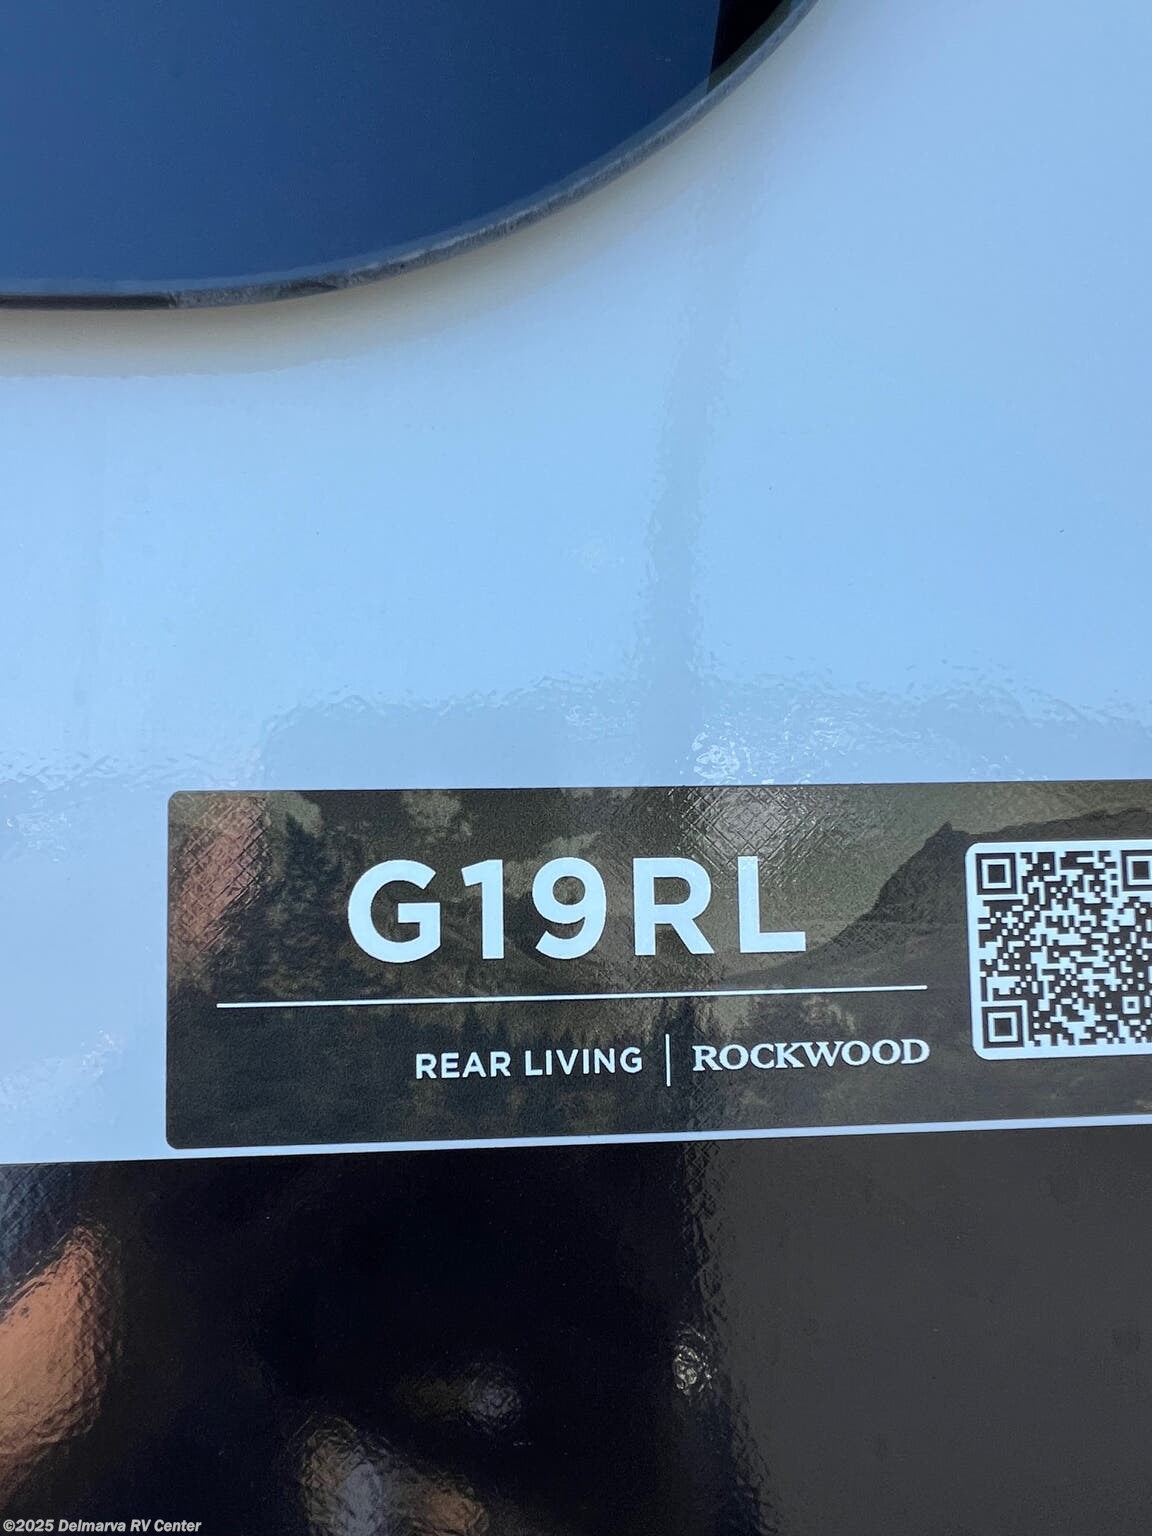 G19RL
REAR LIVING | ROCKWOOD
©2025 Delmarva RV Center